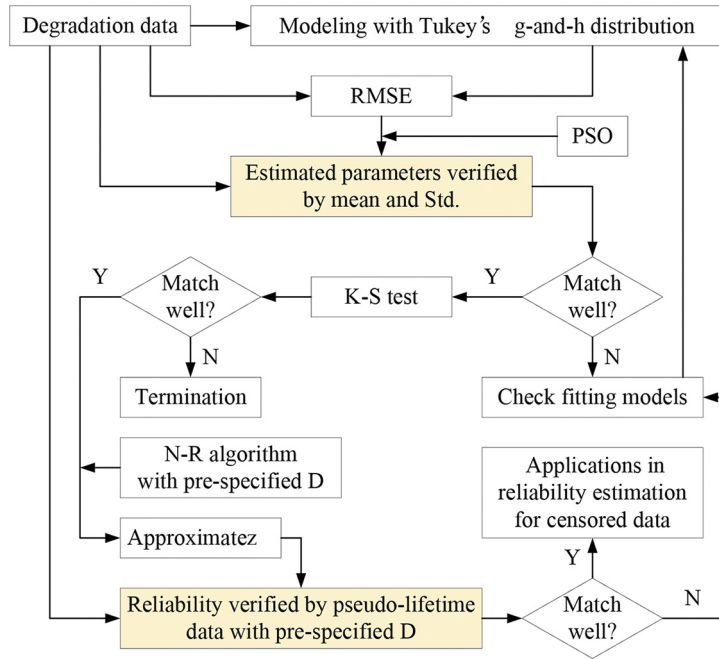 Degradation data
Modeling with Tukey's g-and-h distribution
RMSE
PSO
Estimated parameters verified
by mean and Std.
Y
Match
well?
Y
K-S test
Match
well?
N
N
Termination
Check fitting models
N-R algorithm
with pre-specified D
Applications in
reliability estimation
for censored data
Approximatez
Y
Reliability verified by pseudo-lifetime
data with pre-specified D
Match
well?
N